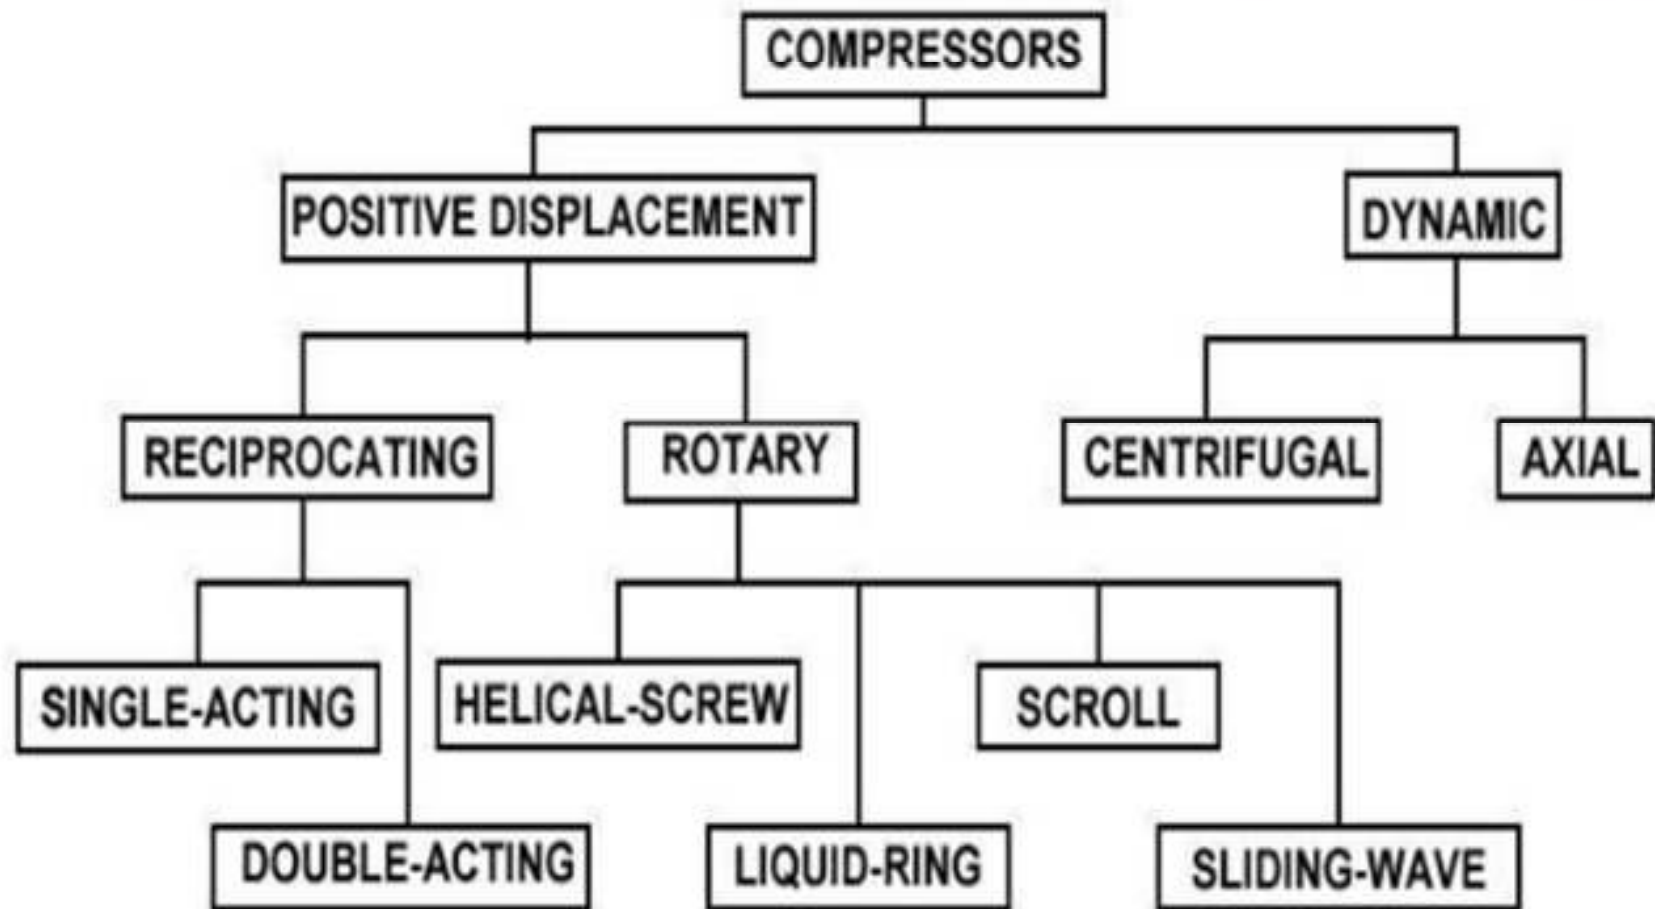 COMPRESSORS
POSITIVE DISPLACEMENT
DYNAMIC
RECIPROCATING
ROTARY
CENTRIFUGAL
AXIAL
SINGLE-ACTING
HELICAL-SCREW
SCROLL
DOUBLE-ACTING
LIQUID-RING
SLIDING-WAVE